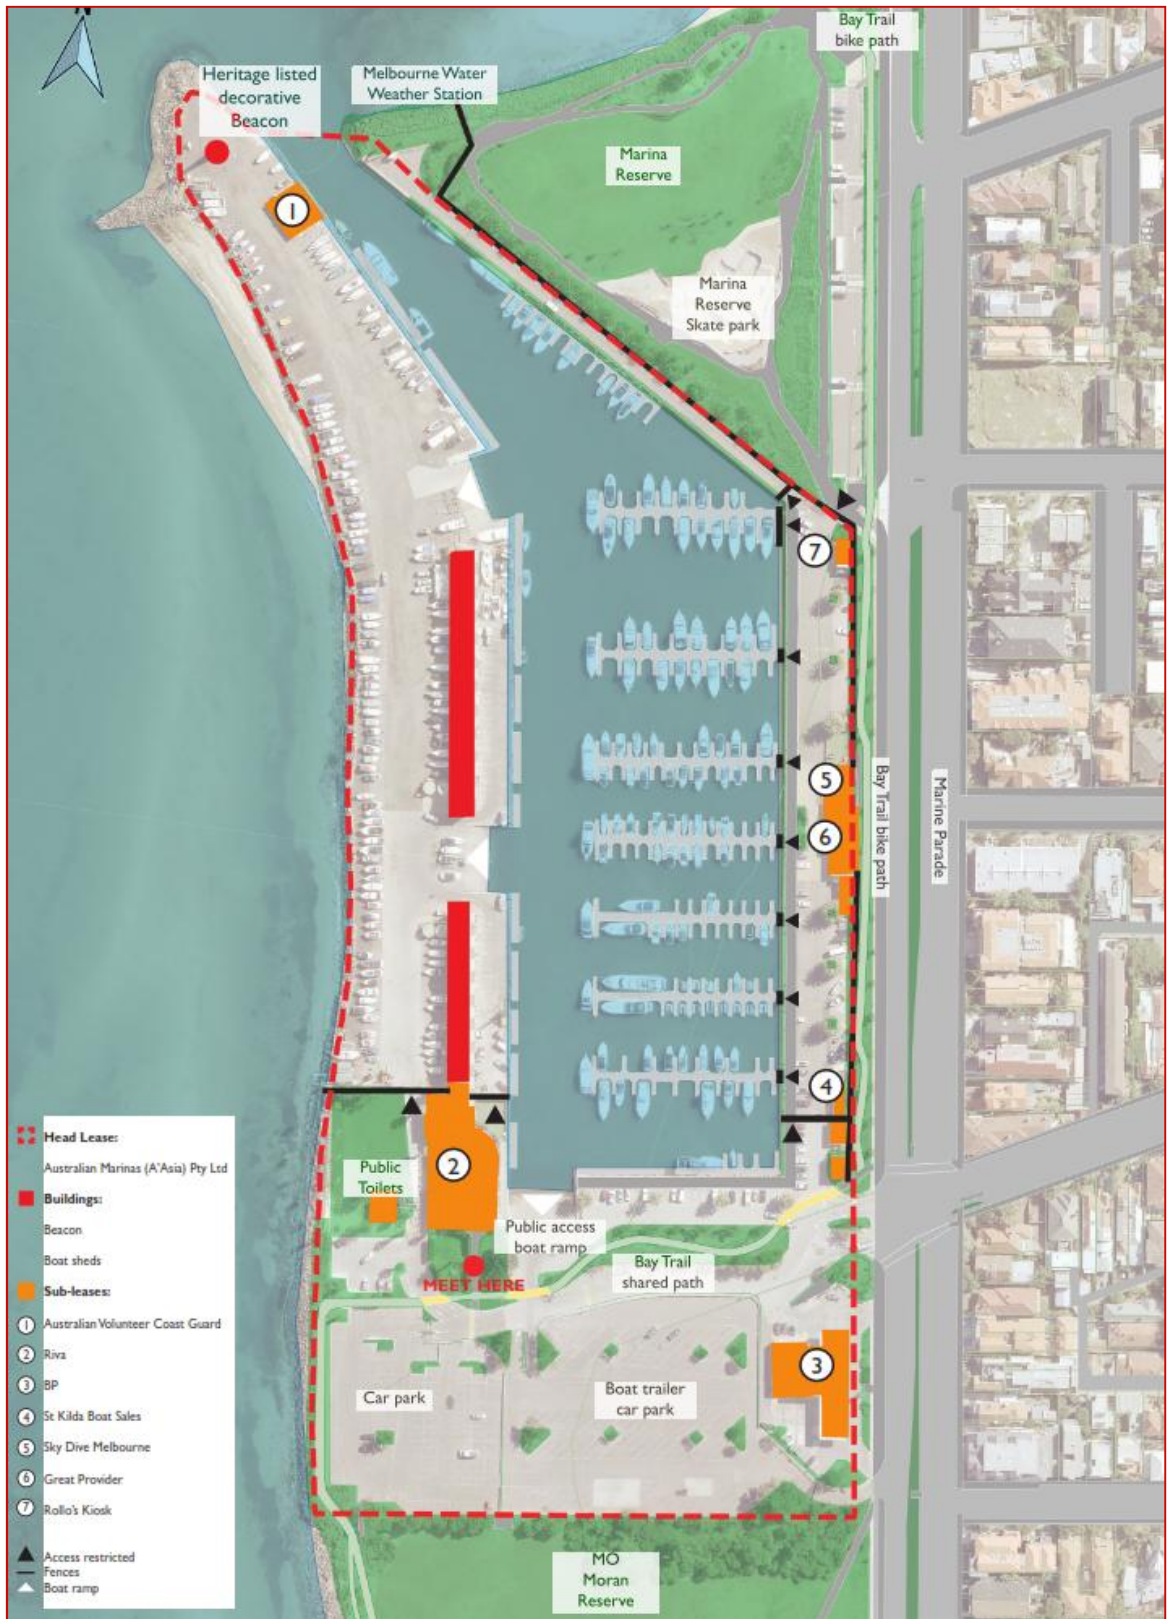 N
Bay Trail
bike path
Heritage listed
decorative
Beacon
Melbourne Water
Weather Station
Marina
Reserve
Marina
Reserve
Skate park
1
7
5
6
Bay Trail bike path
Marine Parade
4
2
Public
Toilets
Public access
boat ramp
MEET HERE
Bay Trail
shared path
3
Car park
Boat trailer
car park
MO
Moran
Reserve
Head Lease:
Australian Marinas (A'Asia) Pty Ltd
Buildings:
Beacon
Boat sheds
Sub-leases:
1 Australian Volunteer Coast Guard
2 Riva
3 BP
4 St Kilda Boat Sales
5 Sky Dive Melbourne
6 Great Provider
7 Rollo's Kiosk
Access restricted
Fences
Boat ramp